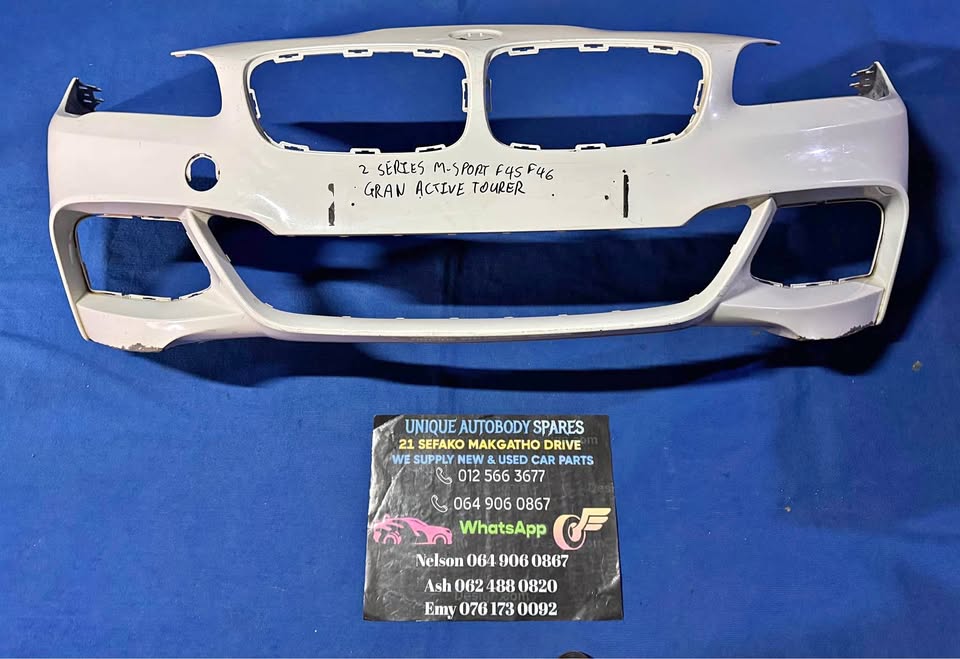 2 SERIES M-SPORT F45 F46
GRAN ACTIVE TOURER
UNIQUE AUTOBODY SPARES
21 SEFAKO MAKGATHO DRIVE
WE SUPPLY NEW & USED CAR PARTS
012 566 3677
064 906 0867
WhatsApp
Nelson 064 906 0867
Ash 062 488 0820
Emy 076 173 0092